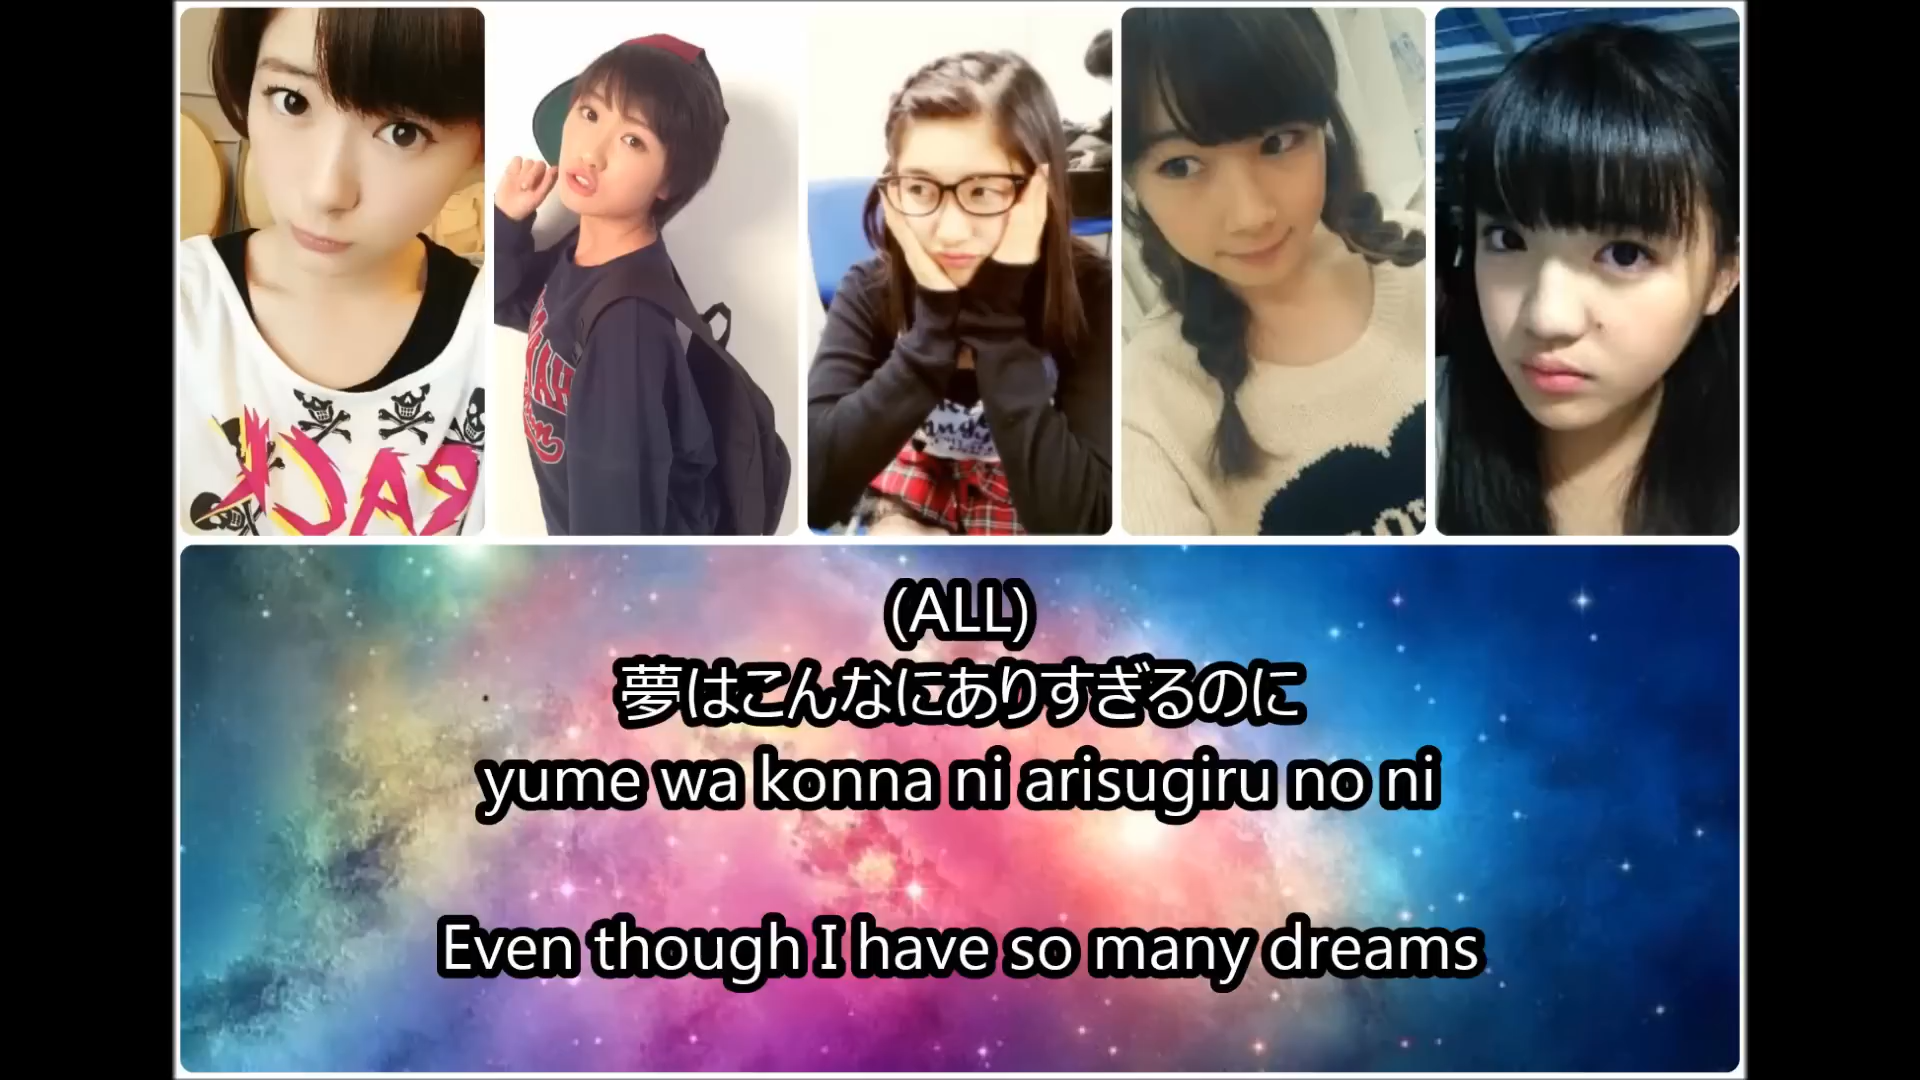 RACK
(ALL)
夢はこんなにありすぎるのに
yume wa konna ni arisugiru no ni
Even though I have so many dreams